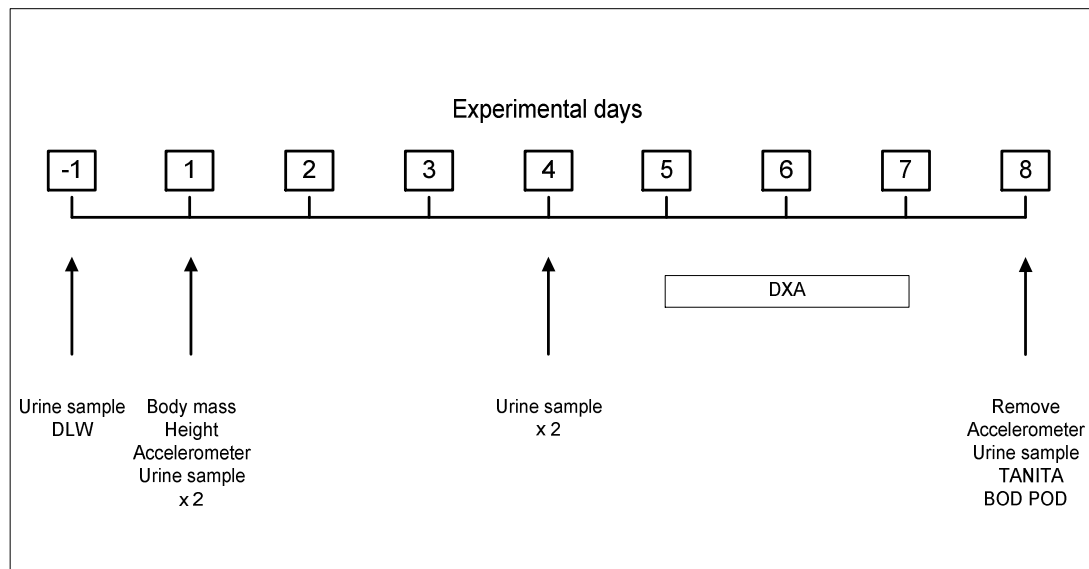 Experimental days
-1 1 2 3 4 5 6 7 8
DXA
Urine sample
DLW
Body mass
Height
Accelerometer
Urine sample
x 2
Urine sample
x 2
Remove
Accelerometer
Urine sample
TANITA
BOD POD